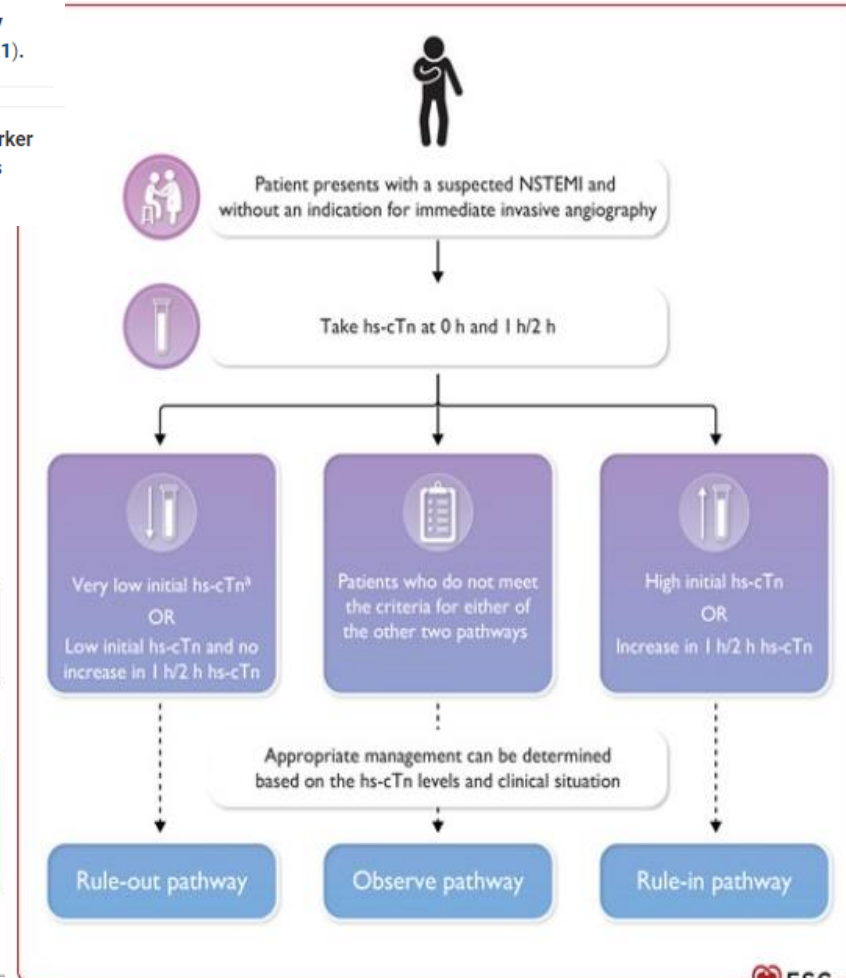 1).
rker
Patient presents with a suspected NSTEMI and
without an indication for immediate invasive angiography
Take hs-cTn at 0 h and 1 h/2 h
Very low initial hs-cTnª
OR
Low initial hs-cTn and no
increase in 1 h/2 h hs-cTn
Patients who do not meet
the criteria for either of
the other two pathways
High initial hs-cTn
OR
Increase in 1 h/2 h hs-cTn
Appropriate management can be determined
based on the hs-cTn levels and clinical situation
Rule-out pathway
Observe pathway
Rule-in pathway